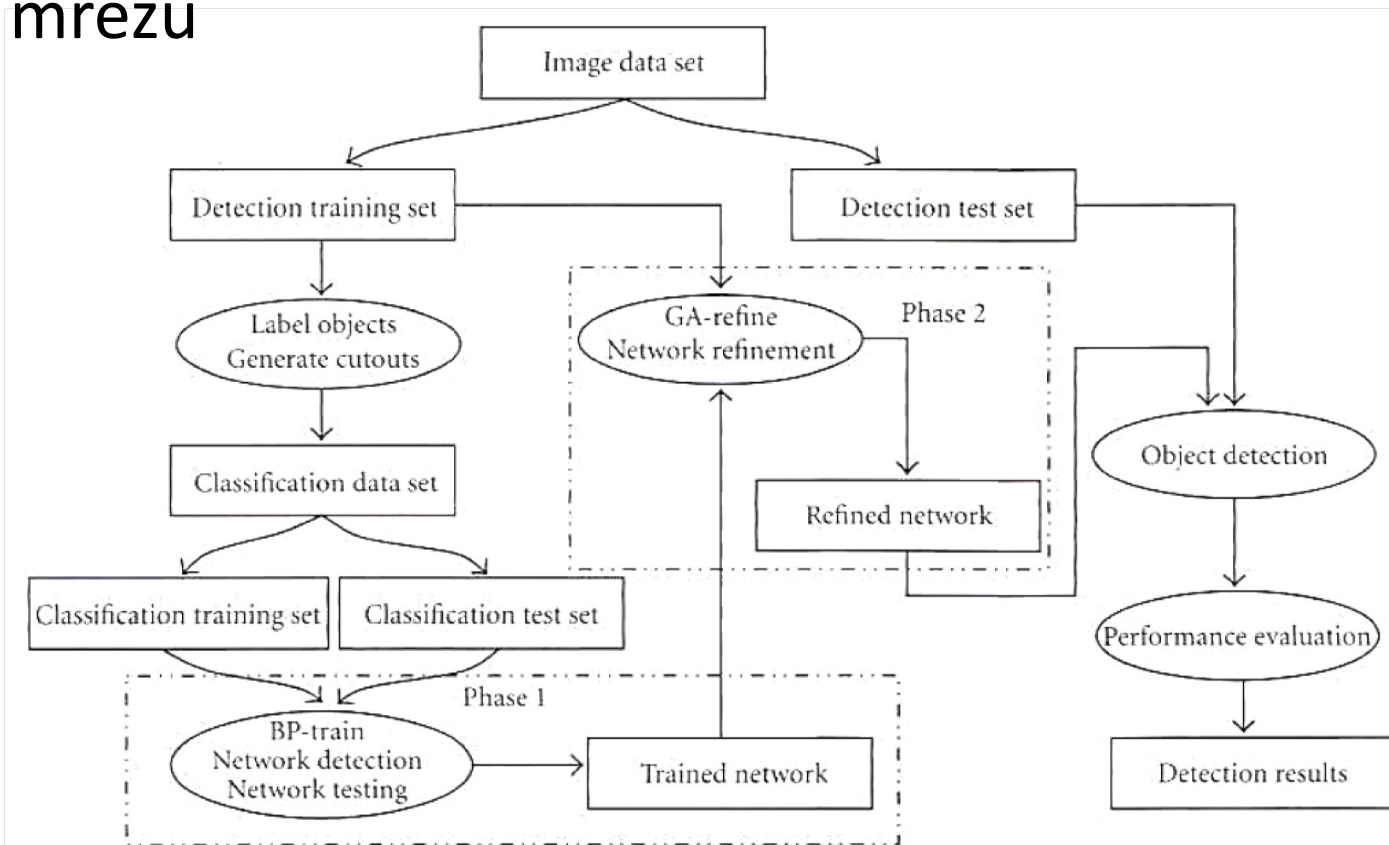 mrezu
Image data set
Detection training set
Detection test set
Label objects
Generate cutouts
GA-refine
Network refinement
Phase 2
Classification data set
Refined network
Object detection
Classification training set
Classification test set
Performance evaluation
Phase 1
BP-train
Network detection
Network testing
Trained network
Detection results